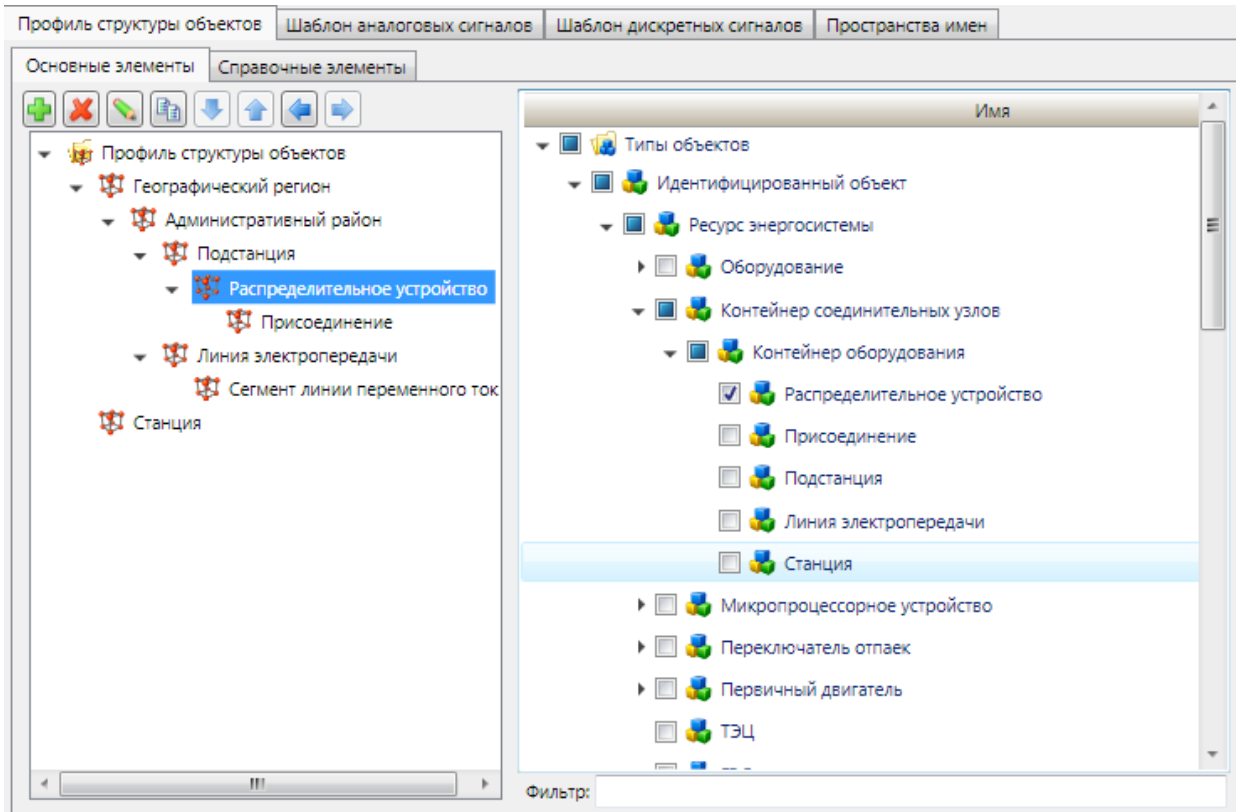 Профиль структуры объектов
Шаблон аналоговых сигналов
Шаблон дискретных сигналов
Пространства имен
Основные элементы
Справочные элементы
Профиль структуры объектов
Географический регион
Административный район
Подстанция
Распределительное устройство
Присоединение
Линия электропередачи
Сегмент линии переменного ток
Станция
Имя
Типы объектов
Идентифицированный объект
Ресурс энергосистемы
Оборудование
Контейнер соединительных узлов
Контейнер оборудования
Распределительное устройство
Присоединение
Подстанция
Линия электропередачи
Станция
Микропроцессорное устройство
Переключатель отпаек
Первичный двигатель
ТЭЦ
Фильтр: